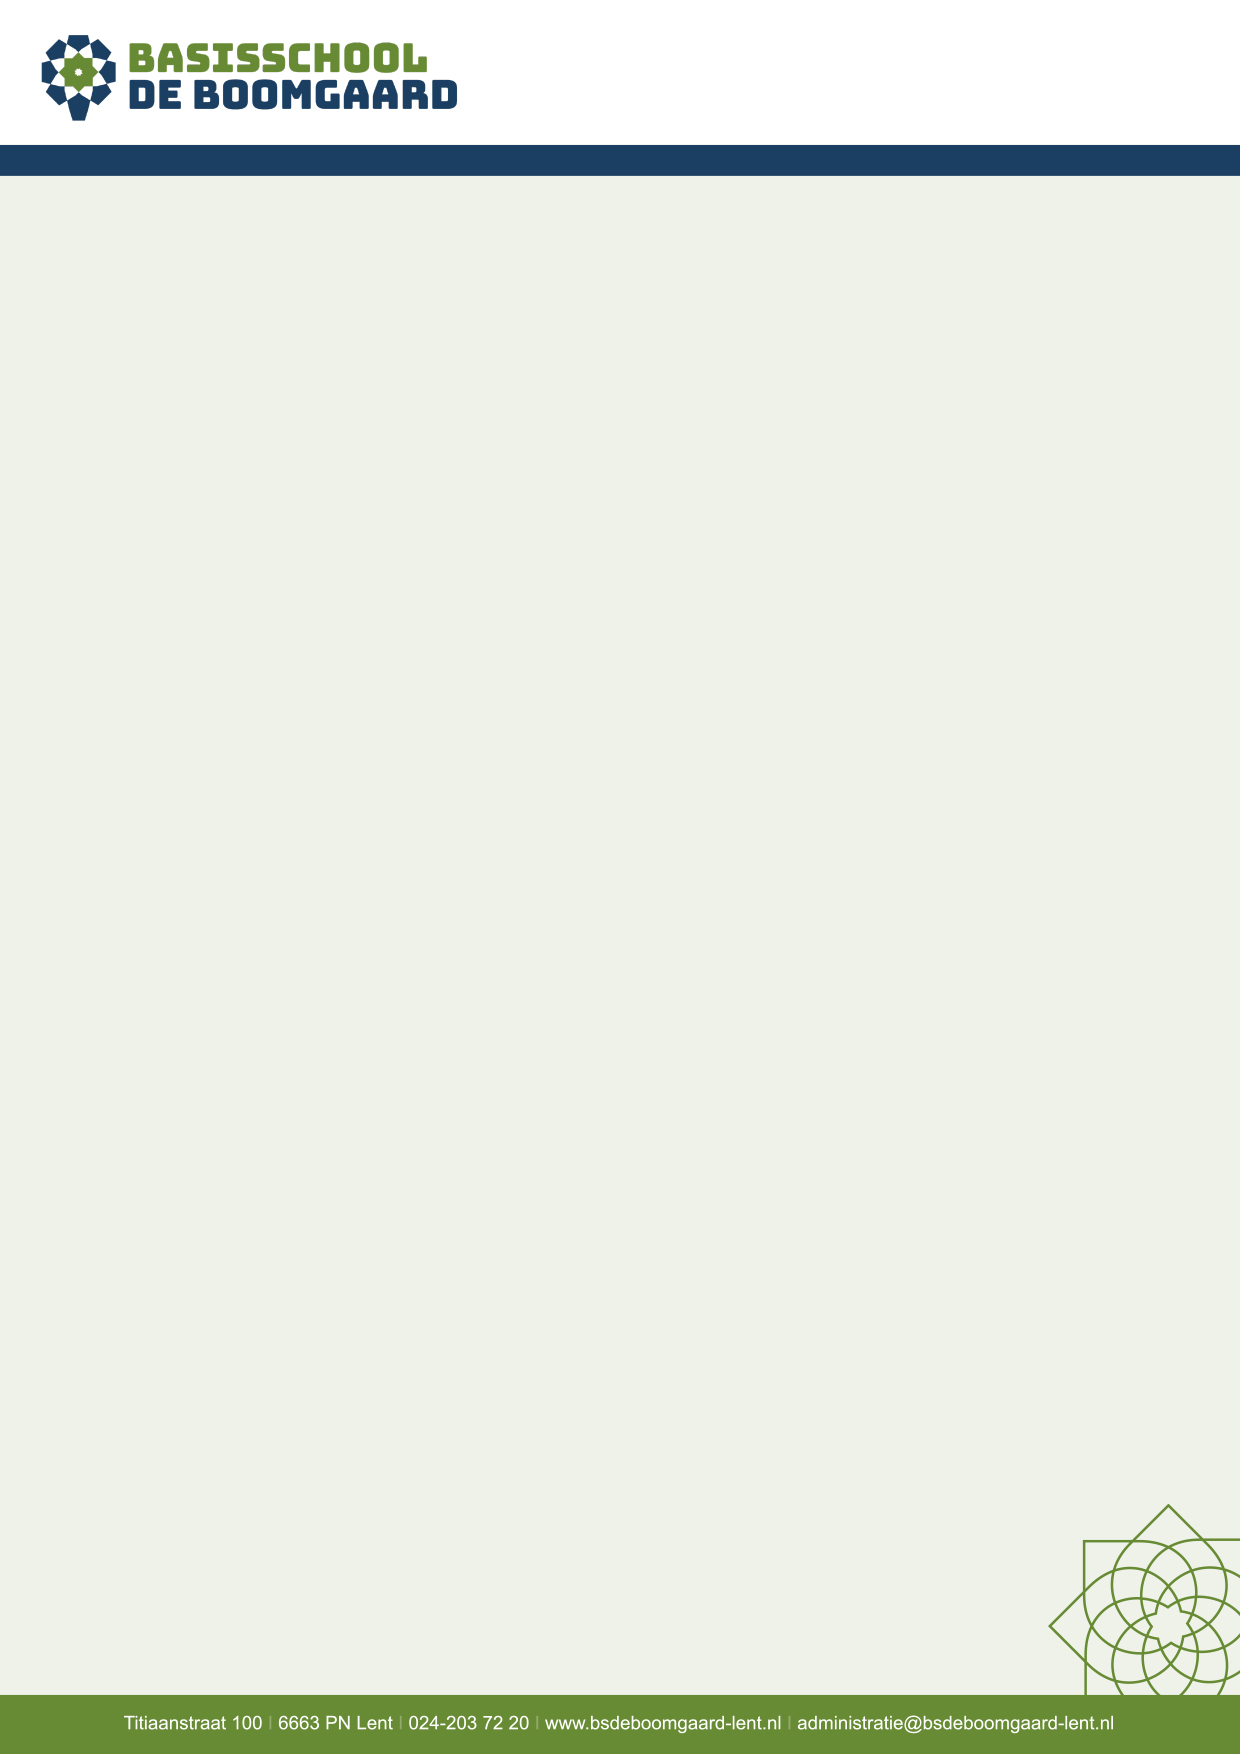 BASISSCHOOL
DE BOOMGAARD
Titiaanstraat 100 | 6663 PN Lent | 024-203 72 20 | www.bsdeboomgaard-lent.nl | administratie@bsdeboomgaard-lent.nl